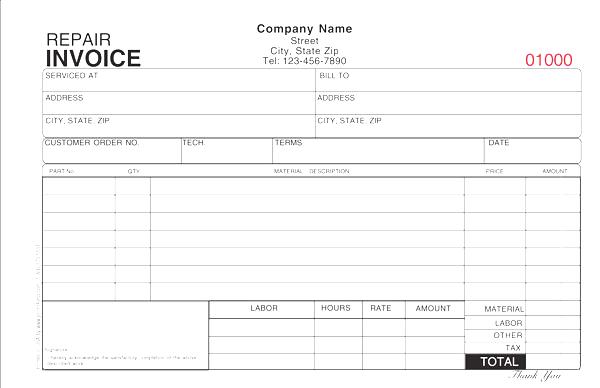 REPAIR
INVOICE
Company Name
Street
City, State Zip
Tel: 123-456-7890
01000
SERVICED AT BILL TO
ADDRESS ADDRESS
CITY, STATE. ZIP CITY, STATE. ZIP
CUSTOMER ORDER NO. TECH. TERMS DATE
PART No QTY MATERIAL DESCRIPTION PRICE AMOUNT
LABOR HOURS RATE AMOUNT MATERIAL
LABOR
OTHER
TAX
TOTAL
Signature
Thank You